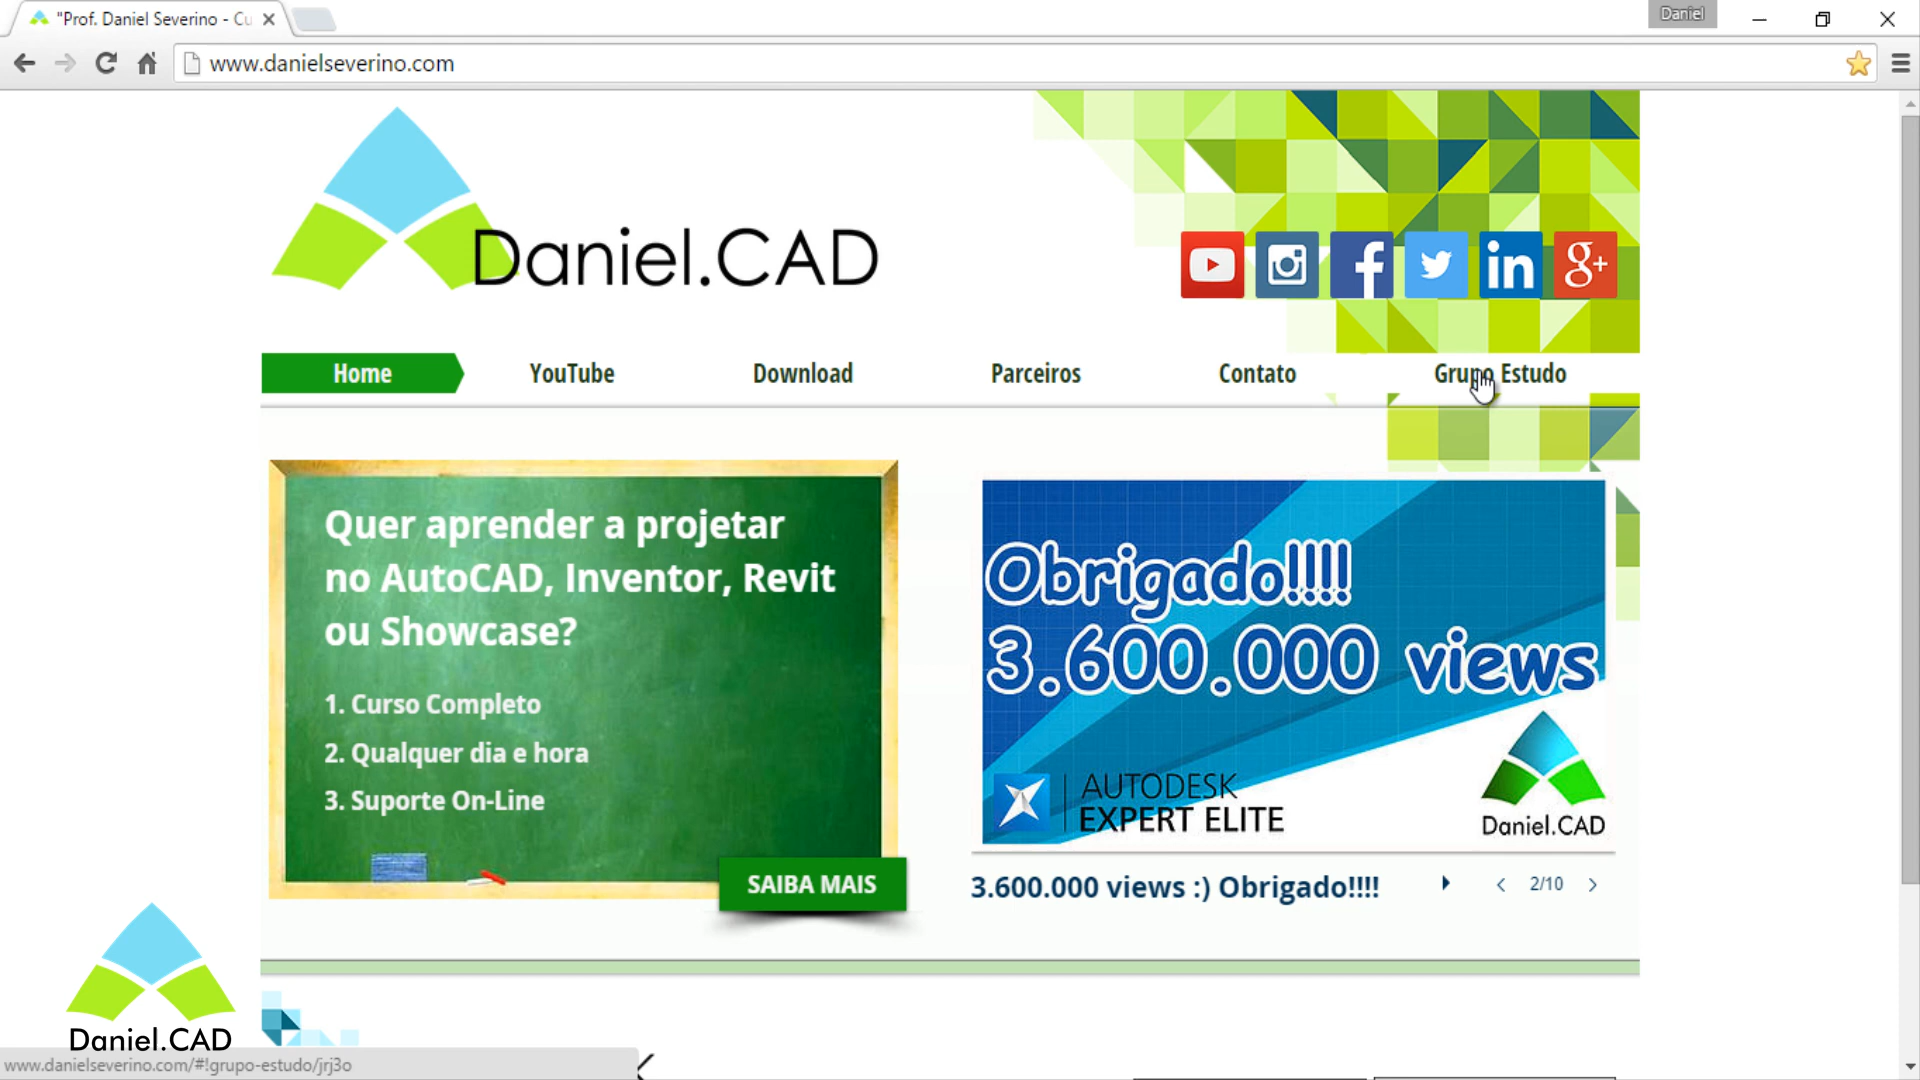 "Prof. Daniel Severino - Cu
Daniel
www.danielseverino.com
Daniel.CAD
in
g+
Home
YouTube
Download
Parceiros
Contato
Grupo Estudo
Quer aprender a projetar
no AutoCAD, Inventor, Revit
ou Showcase?
1. Curso Completo
2. Qualquer dia e hora
3. Suporte On-Line
SAIBA MAIS
Obrigado!!!!
3.600.000 views
AUTODESK
EXPERT ELITE
Daniel.CAD
3.600.000 views :) Obrigado!!!!
2/10
Daniel.CAD
www.danielseverino.com/#!grupo-estudo/jrj3o